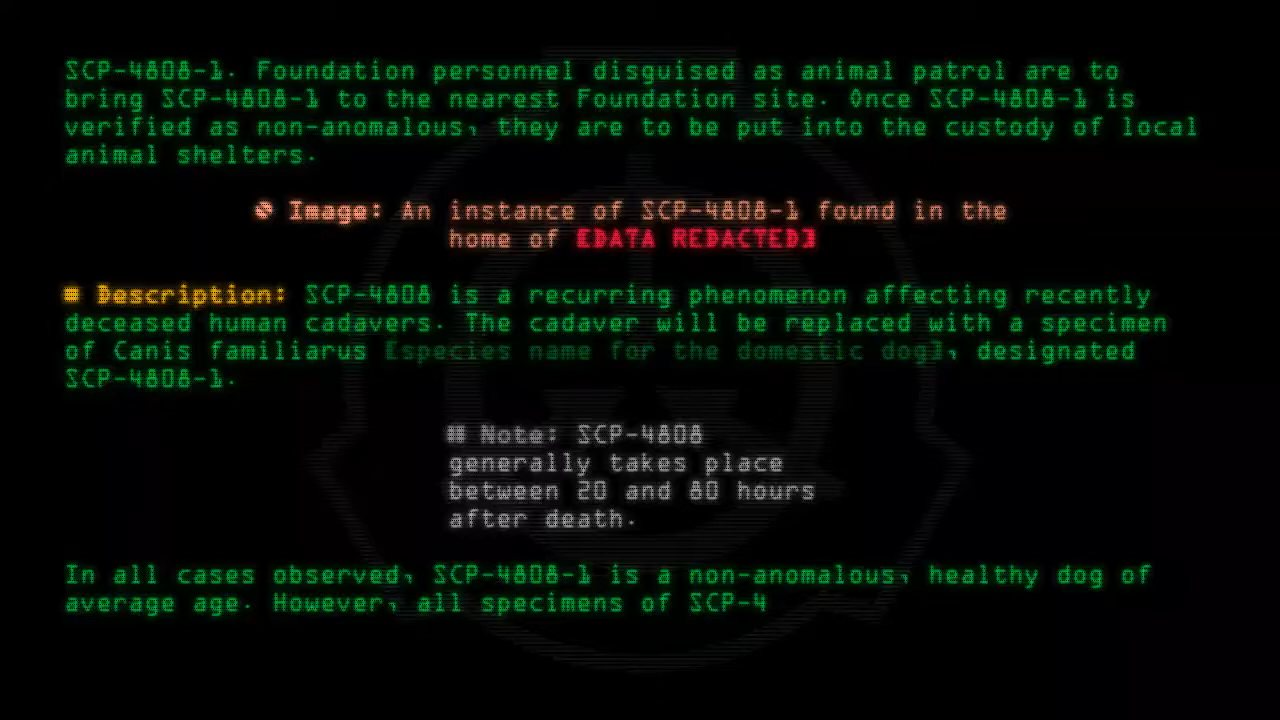 SCP-4808-1. Foundation personnel disguised as animal patrol are to
bring SCP-4808-1 to the nearest Foundation site. Once SCP-4808-1 is
verified as non-anomalous, they are to be put into the custody of local
animal shelters.
● Image: An instance of SCP-4808-1 found in the
home of [DATA REDACTED]
■ Description: SCP-4808 is a recurring phenomenon affecting recently
deceased human cadavers. The cadaver will be replaced with a specimen
of Canis familiarus [species name for the domestic dog], designated
SCP-4808-1.
■ Note: SCP-4808
generally takes place
between 20 and 80 hours
after death.
In all cases observed, SCP-4808-1 is a non-anomalous, healthy dog of
average age. However, all specimens of SCP-4